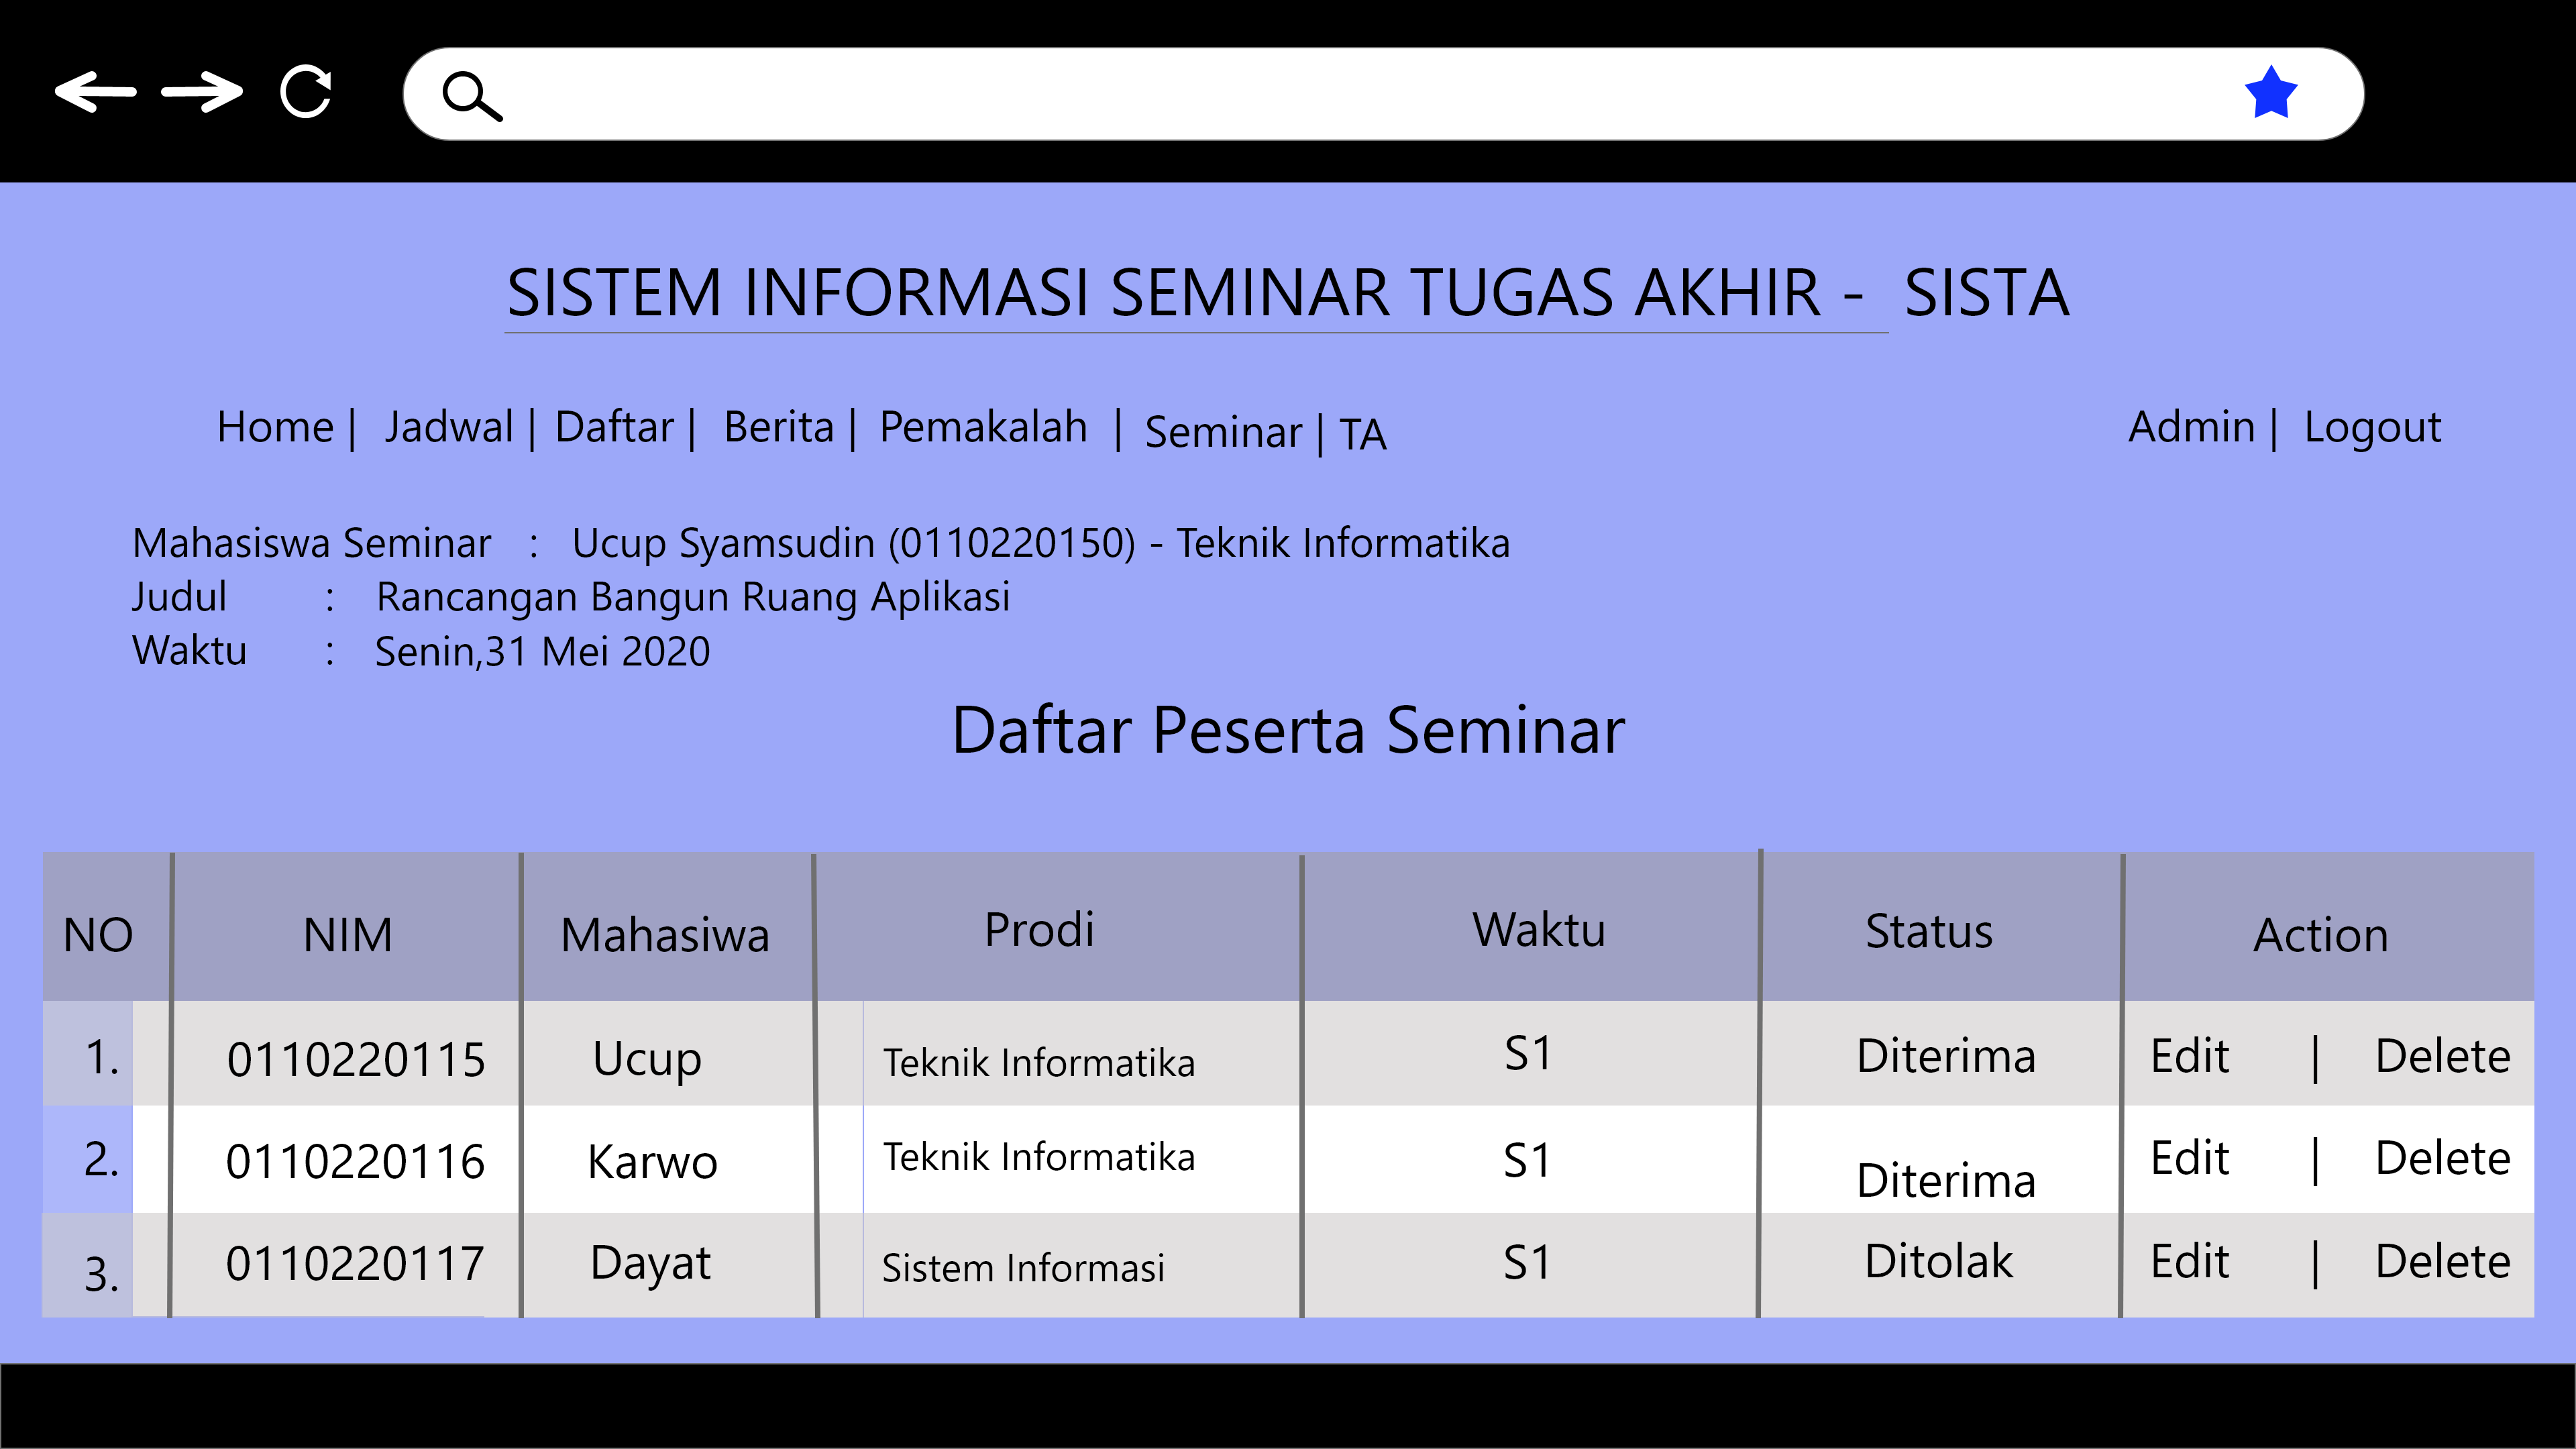 SISTEM INFORMASI SEMINAR TUGAS AKHIR - SISTA
Home | Jadwal | Daftar | Berita | Pemakalah | Seminar | TA Admin | Logout
Mahasiswa Seminar : Ucup Syamsudin (0110220150) - Teknik Informatika
Judul : Rancangan Bangun Ruang Aplikasi
Waktu : Senin,31 Mei 2020
Daftar Peserta Seminar
NO NIM Mahasiwa Prodi Waktu Status Action
1. 0110220115 Ucup Teknik Informatika S1 Diterima Edit | Delete
2. 0110220116 Karwo Teknik Informatika S1 Diterima Edit | Delete
3. 0110220117 Dayat Sistem Informasi S1 Ditolak Edit | Delete